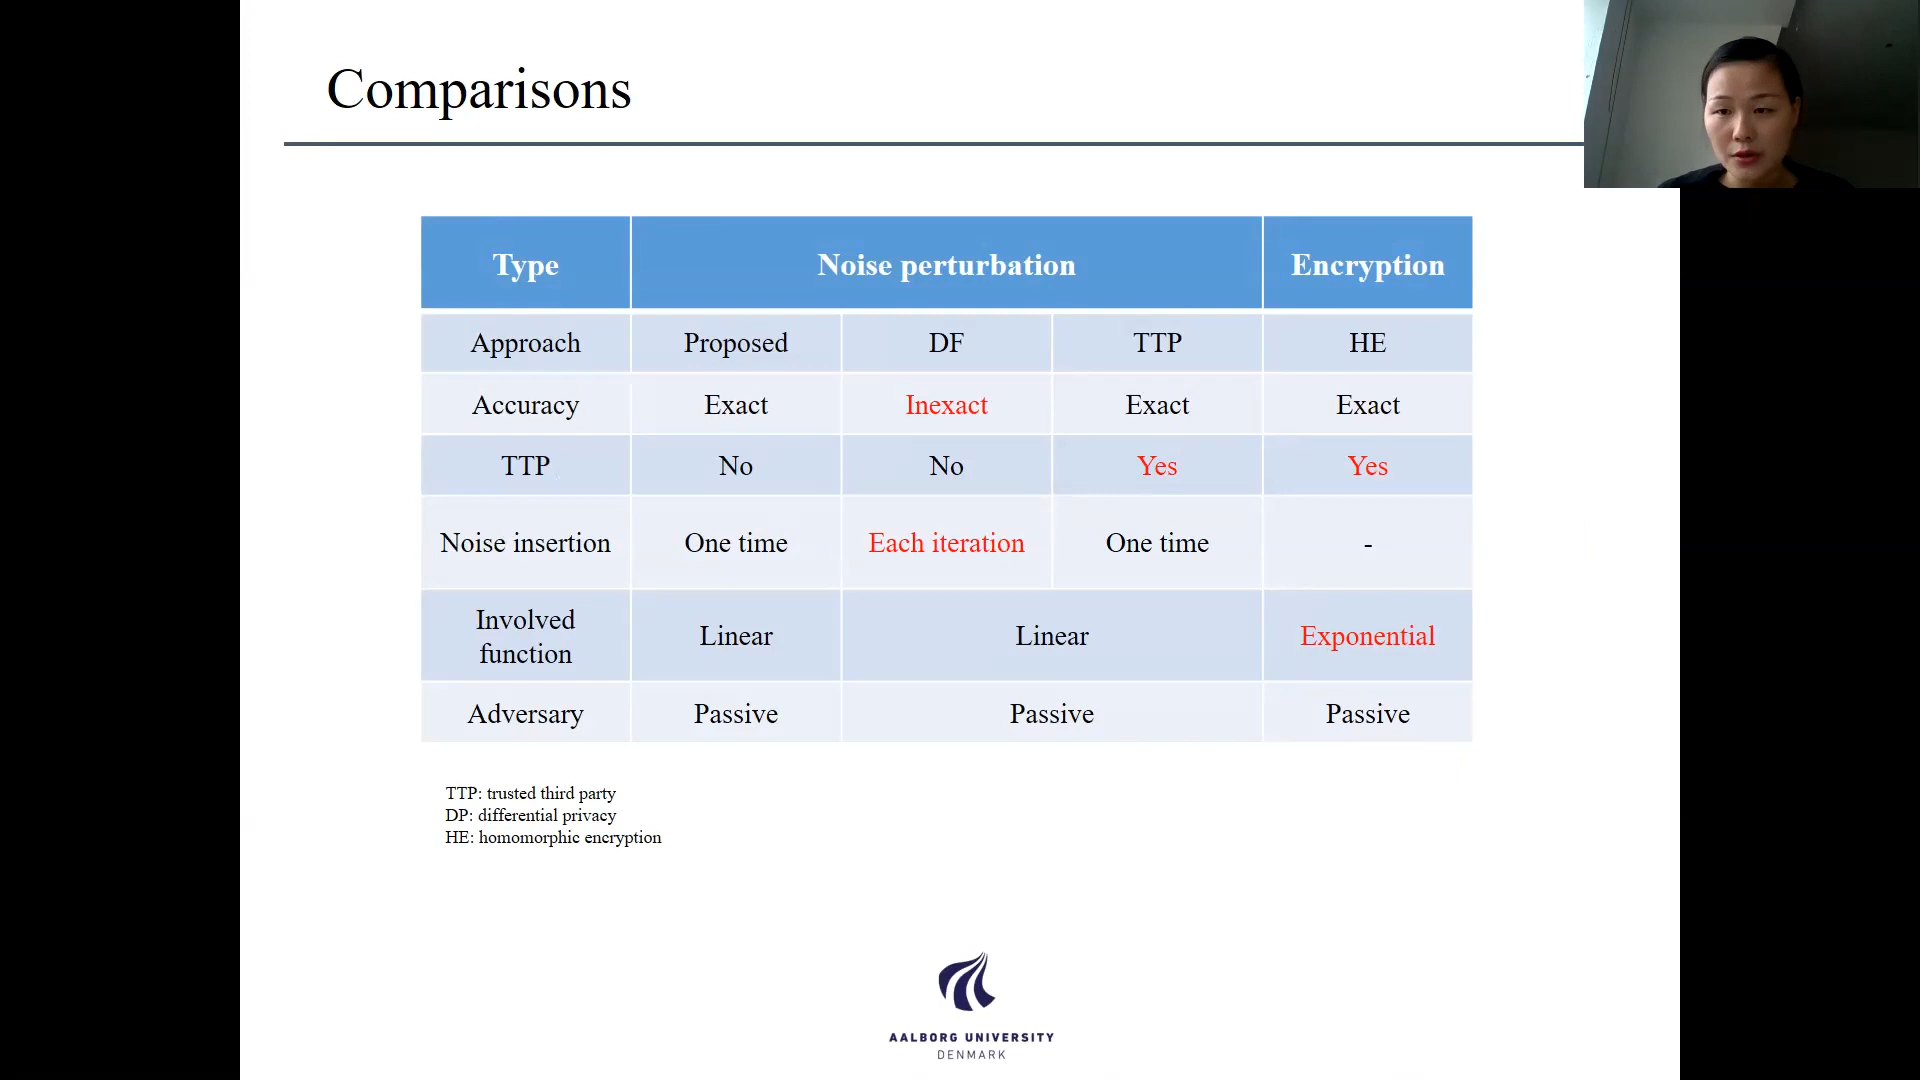 Comparisons
Type Noise perturbation Encryption
Approach Proposed DF TTP HE
Accuracy Exact Inexact Exact Exact
TTP No No Yes Yes
Noise insertion One time Each iteration One time -
Involved
function Linear Linear Exponential
Adversary Passive Passive Passive
TTP: trusted third party
DP: differential privacy
HE: homomorphic encryption
AALBORG UNIVERSITY
DENMARK